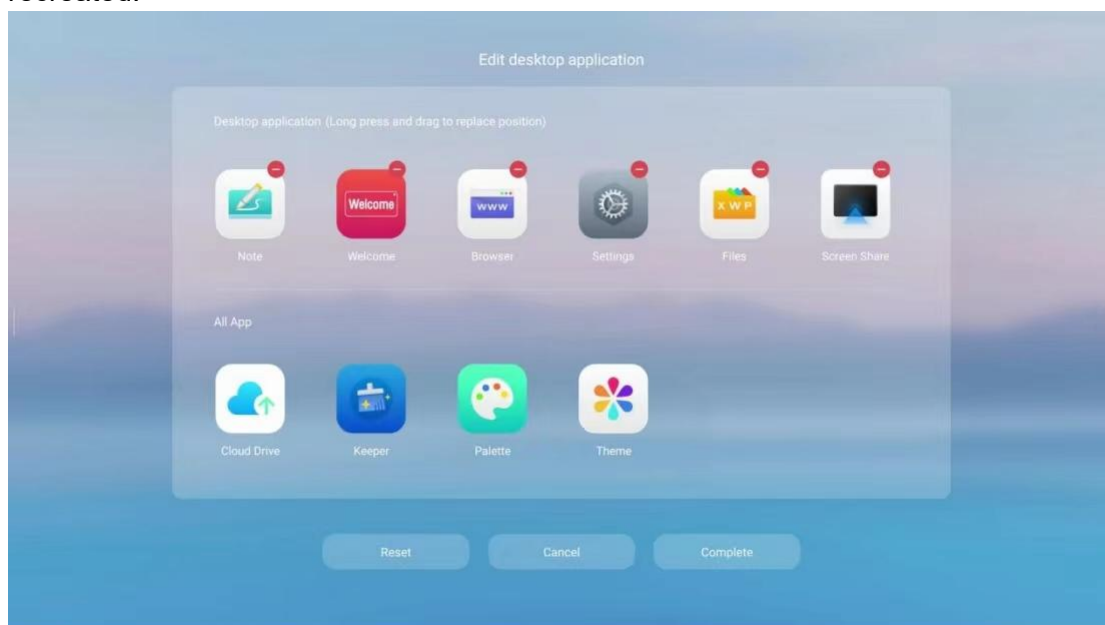 Edit desktop application
Desktop application (Long press and drag to replace position)
Welcome
www
X W P
Note
Welcome
Browser
Settings
Files
Screen Share
All App
Cloud Drive
Keeper
Palette
Theme
Reset
Cancel
Complete